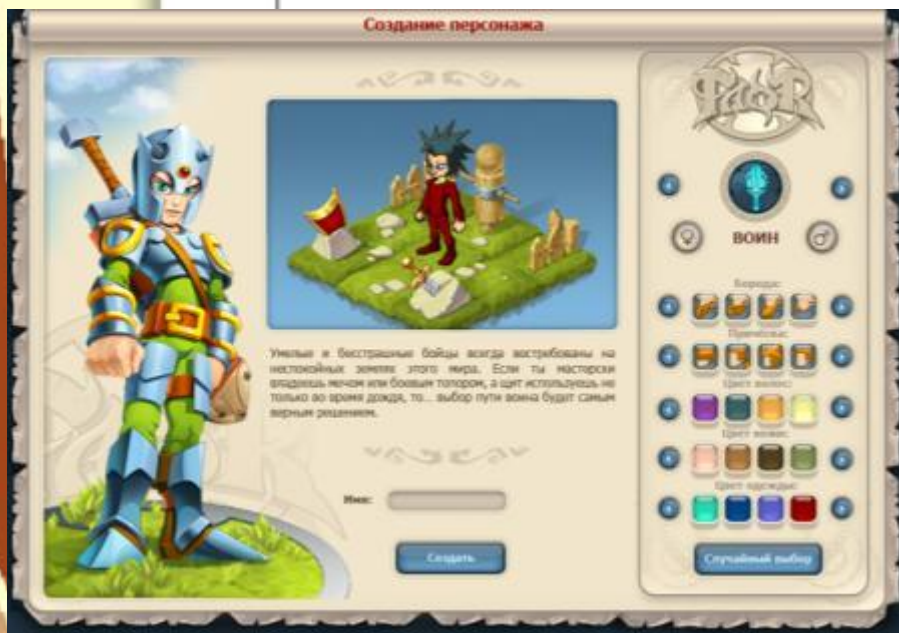 Создание персонажа
ВОИН
Борода:
Прическа:
Цвет волос:
Цвет кожи:
Цвет одежды:
Случайный выбор
Умелые и бесстрашные бойцы всегда востребованы на
неспокойных землях этого мира. Если ты мастерски
владеешь мечом или боевым топором, а щит используешь не
только во время дождя, то... выбор пути воина будет самым
верным решением.
Имя:
Создать